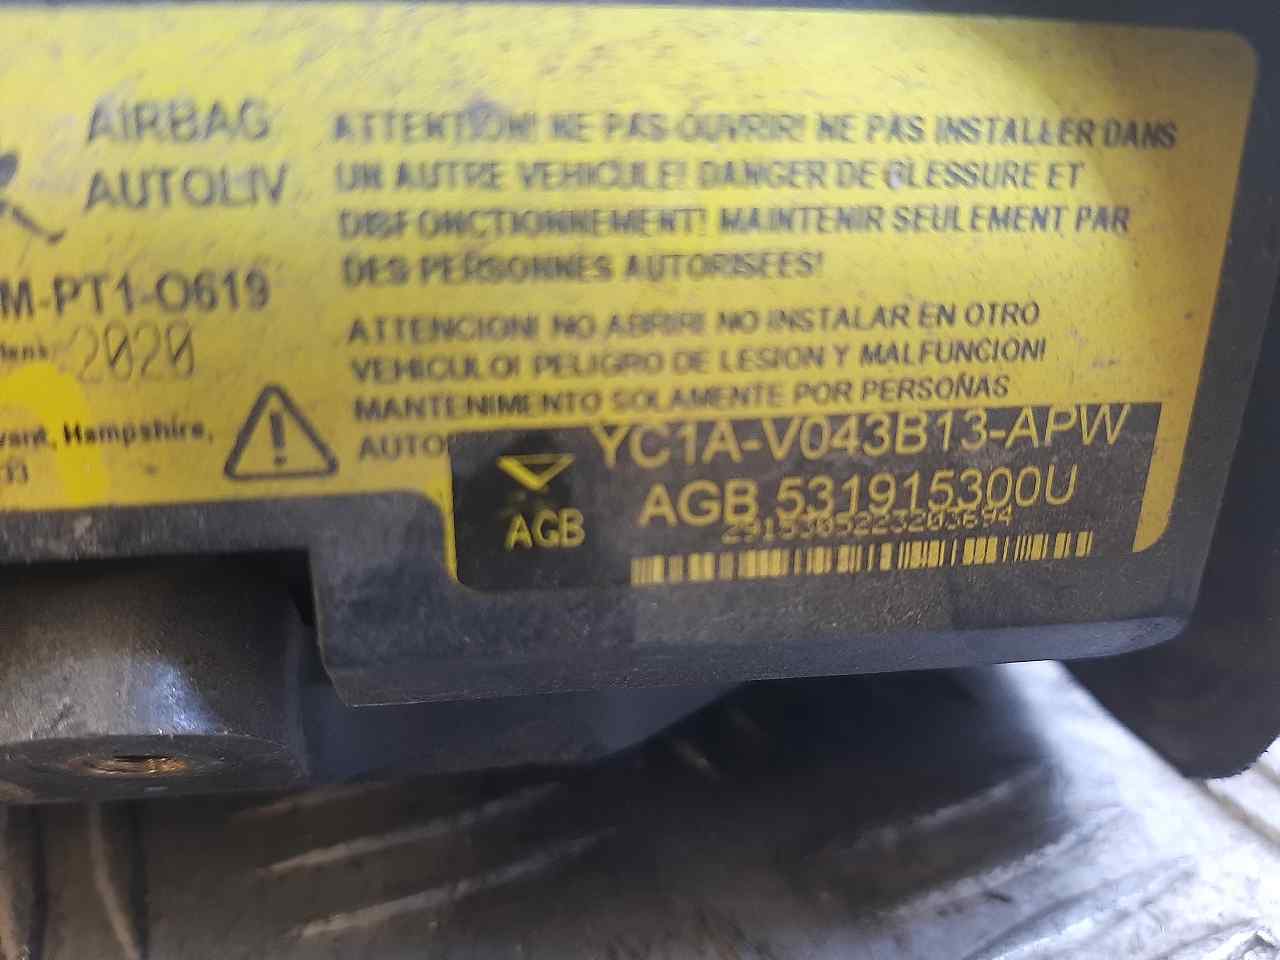 AIRBAG
AUTOLIV
M-PT1-O619
2020
Hampshire,
33
ATTENTION! NE PAS OUVRIR! NE PAS INSTALLER DANS
UN AUTRE VEHICULE! DANGER DE BLESSURE ET
DISFONCTIONNEMENT! MAINTENIR SEULEMENT PAR
DES PERSONNES AUTORISEES!
ATTENCION! NO ABRIR! NO INSTALAR EN OTRO
VEHICULO! PELIGRO DE LESION Y MALFUNCION!
MANTENIMENTO SOLAMENTE POR PERSOÑAS
AUTO
YC1A-V043B13-APW
AGB 531915300U
AGB